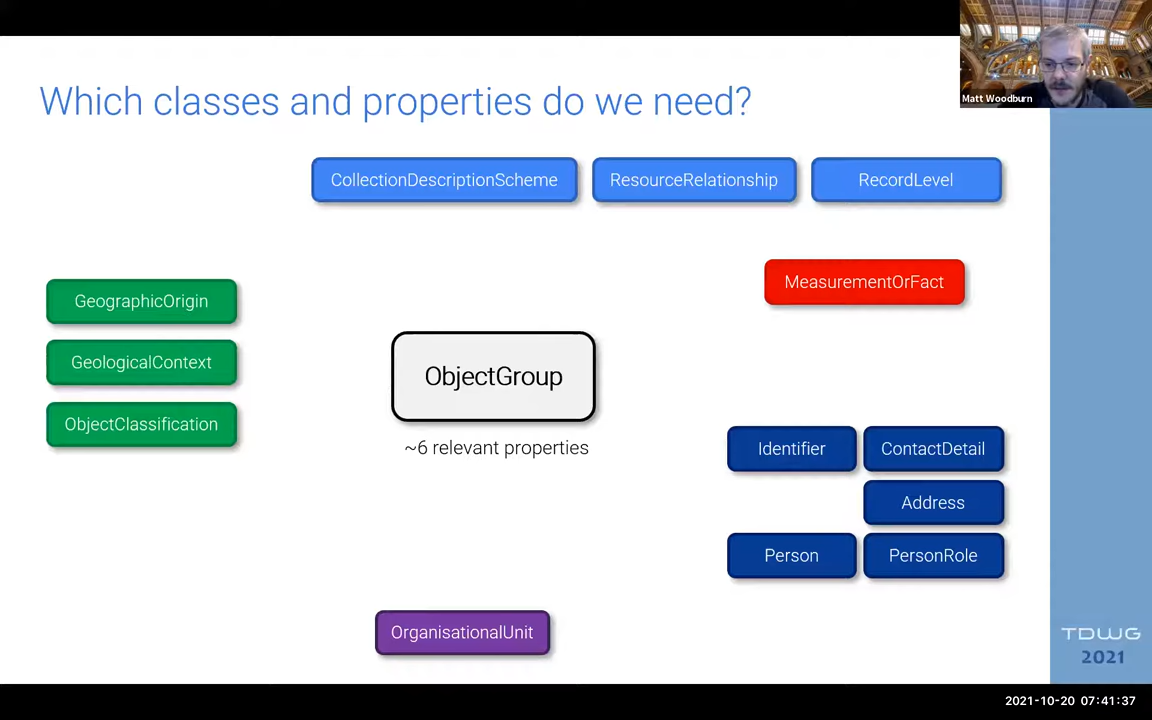 Matt Woodburn
Which classes and properties do we need?
CollectionDescriptionScheme
ResourceRelationship
RecordLevel
MeasurementOrFact
GeographicOrigin
GeologicalContext
ObjectClassification
ObjectGroup
~6 relevant properties
Identifier
ContactDetail
Address
Person
PersonRole
OrganisationalUnit
TDWG
2021
2021-10-20 07:41:37